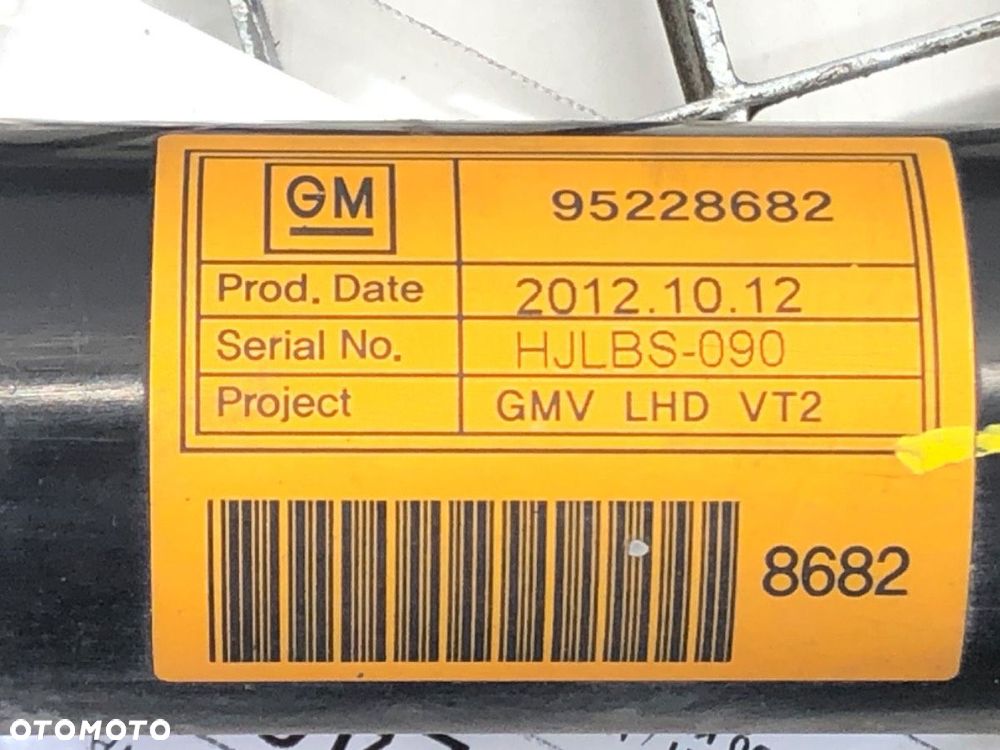 GM
95228682
Prod. Date 2012.10.12
Serial No. HJLBS-090
Project GMV LHD VT2
8682
OTOMOTO